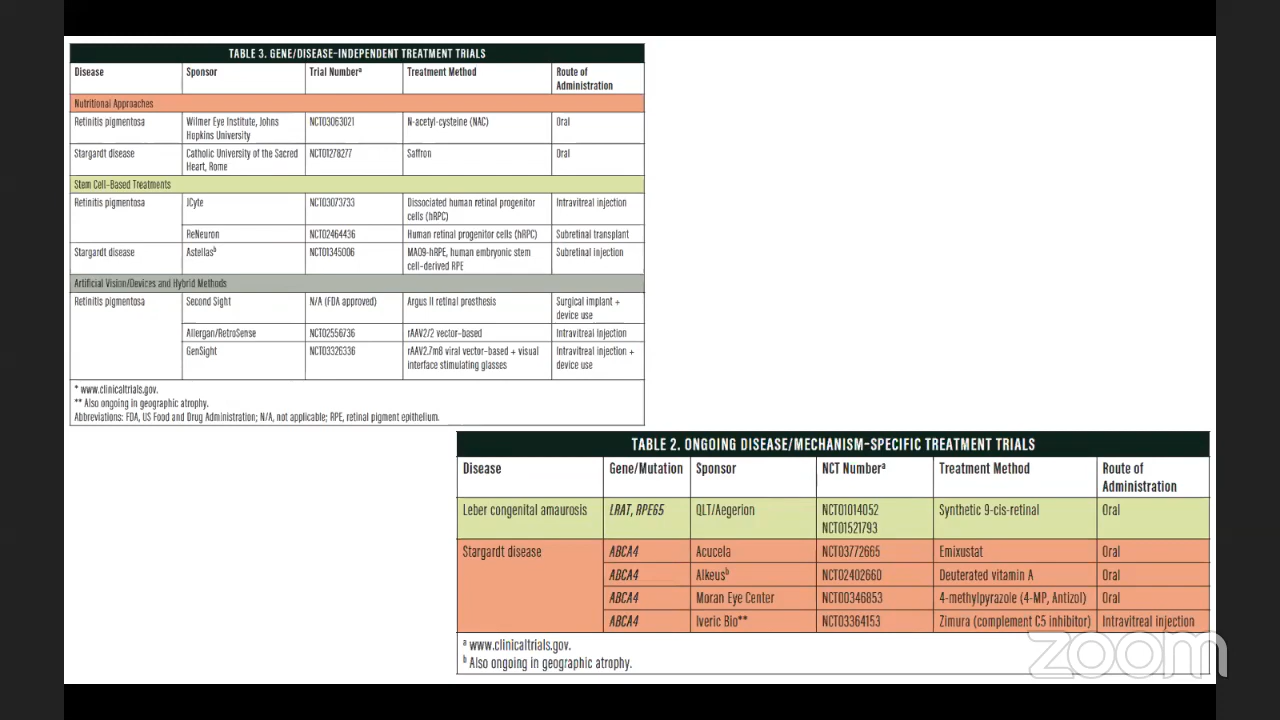 TABLE 3. GENE/DISEASE-INDEPENDENT TREATMENT TRIALS
Disease Sponsor Trial Numberᵃ Treatment Method Route of
Administration
Nutritional Approaches
Retinitis pigmentosa Wilmer Eye Institute, Johns NCT03063021 N-acetyl-cysteine (NAC) Oral
Hopkins University
Stargardt disease Catholic University of the Sacred NCT01278277 Saffron Oral
Heart, Rome
Stem Cell-Based Treatments
Retinitis pigmentosa JCyte NCT03073733 Dissociated human retinal progenitor Intravitreal injection
cells (hRPC)
ReNeuron NCT02464436 Human retinal progenitor cells (hRPC) Subretinal transplant
Stargardt disease Astellasᵇ NCT01345006 MA09-hRPE, human embryonic stem Subretinal injection
cell-derived RPE
Artificial Vision/Devices and Hybrid Methods
Retinitis pigmentosa Second Sight N/A (FDA approved) Argus II retinal prosthesis Surgical implant +
device use
Allergan/RetroSense NCT02556736 rAAV2/2 vector-based Intravitreal Injection
GenSight NCT03326336 rAAV2.7m8 viral vector-based + visual Intravitreal injection +
interface stimulating glasses device use
* www.clinicaltrials.gov.
** Also ongoing in geographic atrophy.
Abbreviations: FDA, US Food and Drug Administration; N/A, not applicable; RPE, retinal pigment epithelium.
TABLE 2. ONGOING DISEASE/MECHANISM-SPECIFIC TREATMENT TRIALS
Disease Gene/Mutation Sponsor NCT Numberᵃ Treatment Method Route of
Administration
Leber congenital amaurosis LRAT, RPE65 QLT/Aegerion NCT01014052 Synthetic 9-cis-retinal Oral
NCT01521793
Stargardt disease ABCA4 Acucela NCT03772665 Emixustat Oral
ABCA4 Alkeusᵇ NCT02402660 Deuterated vitamin A Oral
ABCA4 Moran Eye Center NCT00346853 4-methylpyrazole (4-MP, Antizol) Oral
ABCA4 Iveric Bio** NCT03364153 Zimura (complement C5 inhibitor) Intravitreal injection
ᵃ www.clinicaltrials.gov.
ᵇ Also ongoing in geographic atrophy.
zoom